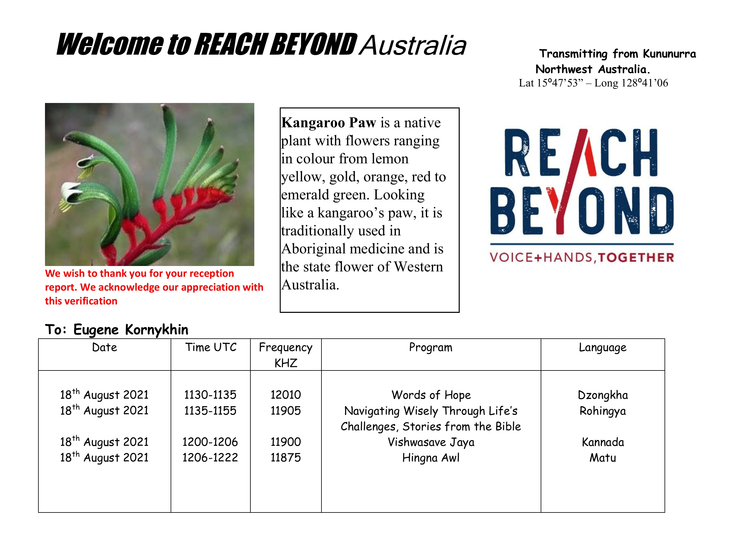 Welcome to REACH BEYOND Australia
Transmitting from Kununurra
Northwest Australia.
Lat 15º47'53" – Long 128º41'06
Kangaroo Paw is a native
plant with flowers ranging
in colour from lemon
yellow, gold, orange, red to
emerald green. Looking
like a kangaroo's paw, it is
traditionally used in
Aboriginal medicine and is
the state flower of Western
Australia.
REACH
BEYOND
VOICE+HANDS,TOGETHER
We wish to thank you for your reception
report. We acknowledge our appreciation with
this verification
To: Eugene Kornykhin
Date Time UTC Frequency Program Language
KHZ
18th August 2021 1130-1135 12010 Words of Hope Dzongkha
18th August 2021 1135-1155 11905 Navigating Wisely Through Life's Rohingya
Challenges, Stories from the Bible
18th August 2021 1200-1206 11900 Vishwasave Jaya Kannada
18th August 2021 1206-1222 11875 Hingna Awl Matu